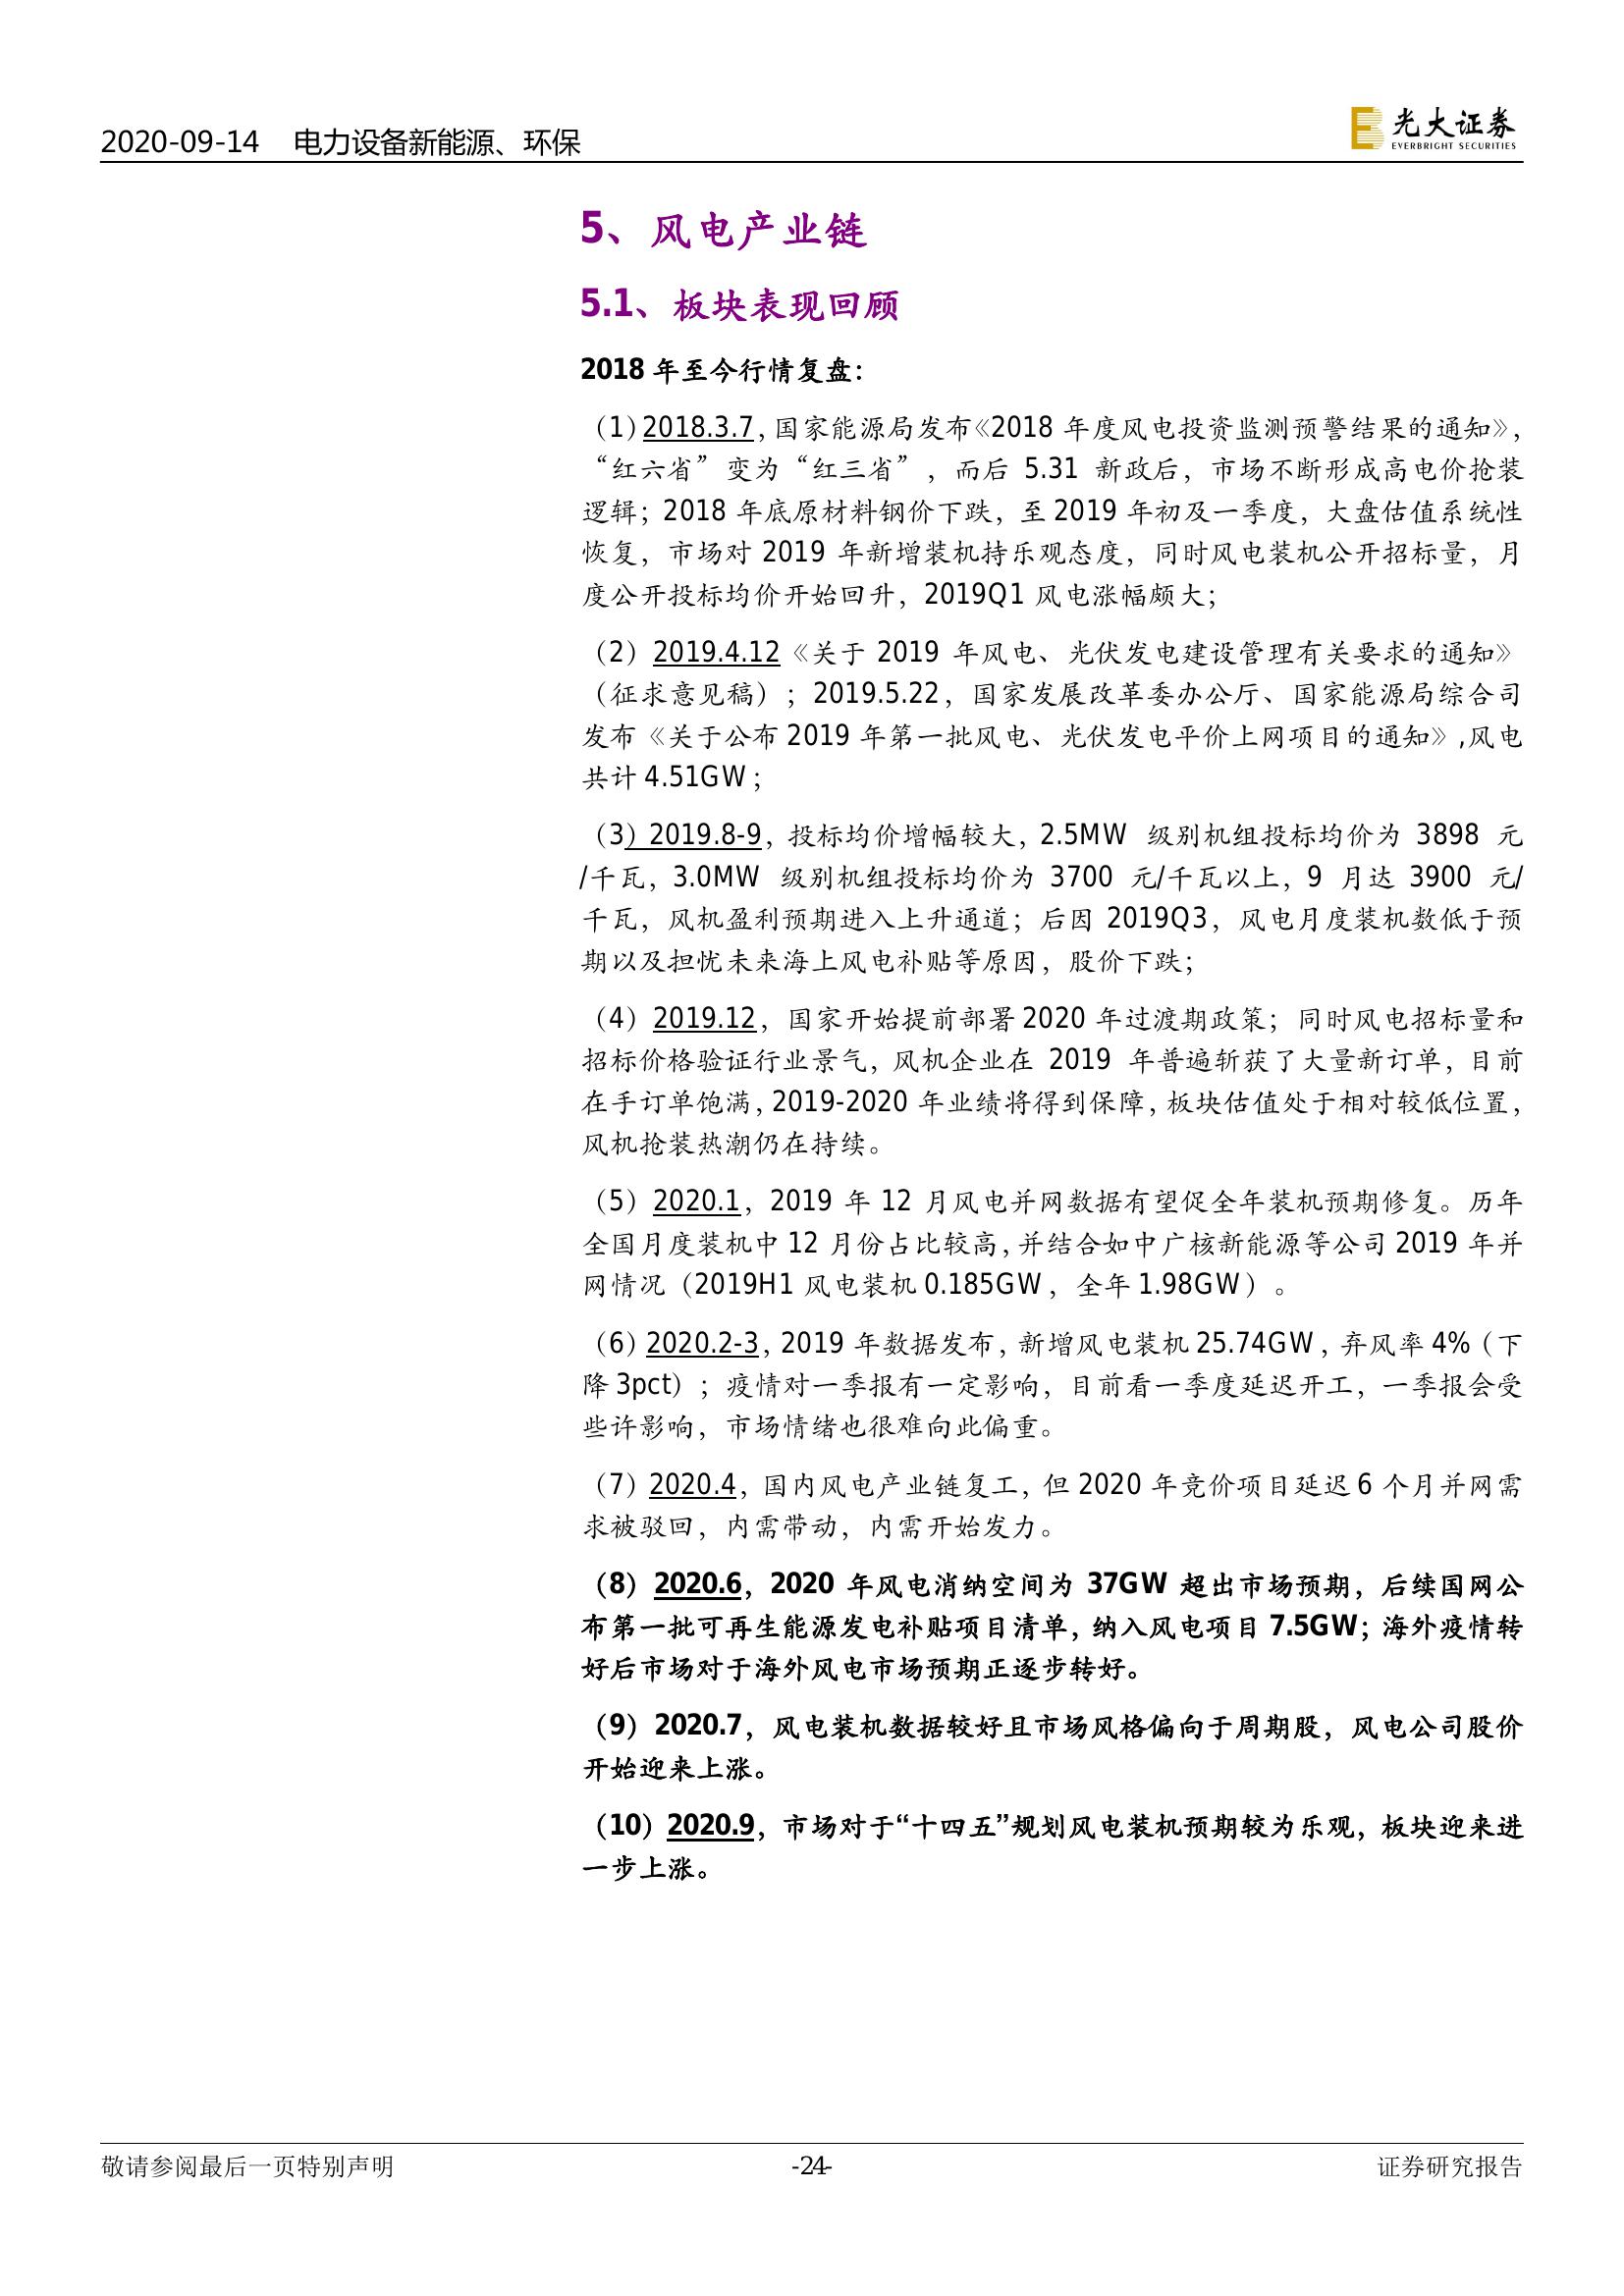 2020-09-14 电力设备新能源、环保
光大证券
EVERBRIGHT SECURITIES
5、风电产业链
5.1、板块表现回顾
2018 年至今行情复盘：
（1）2018.3.7，国家能源局发布《2018 年度风电投资监测预警结果的通知》，
“红六省”变为“红三省”，而后 5.31 新政后，市场不断形成高电价抢装
逻辑；2018 年底原材料钢价下跌，至 2019 年初及一季度，大盘估值系统性
恢复，市场对 2019 年新增装机持乐观态度，同时风电装机公开招标量，月
度公开投标均价开始回升，2019Q1 风电涨幅颇大；
（2）2019.4.12《关于 2019 年风电、光伏发电建设管理有关要求的通知》
（征求意见稿）；2019.5.22，国家发展改革委办公厅、国家能源局综合司
发布《关于公布 2019 年第一批风电、光伏发电平价上网项目的通知》,风电
共计 4.51GW；
（3）2019.8-9，投标均价增幅较大，2.5MW 级别机组投标均价为 3898 元
/千瓦，3.0MW 级别机组投标均价为 3700 元/千瓦以上，9 月达 3900 元/
千瓦，风机盈利预期进入上升通道；后因 2019Q3，风电月度装机数低于预
期以及担忧未来海上风电补贴等原因，股价下跌；
（4）2019.12，国家开始提前部署 2020 年过渡期政策；同时风电招标量和
招标价格验证行业景气，风机企业在 2019 年普遍斩获了大量新订单，目前
在手订单饱满，2019-2020 年业绩将得到保障，板块估值处于相对较低位置，
风机抢装热潮仍在持续。
（5）2020.1，2019 年 12 月风电并网数据有望促全年装机预期修复。历年
全国月度装机中 12 月份占比较高，并结合如中广核新能源等公司 2019 年并
网情况（2019H1 风电装机 0.185GW，全年 1.98GW）。
（6）2020.2-3，2019 年数据发布，新增风电装机 25.74GW，弃风率 4%（下
降 3pct）；疫情对一季报有一定影响，目前看一季度延迟开工，一季报会受
些许影响，市场情绪也很难向此偏重。
（7）2020.4，国内风电产业链复工，但 2020 年竞价项目延迟 6 个月并网需
求被驳回，内需带动，内需开始发力。
（8）2020.6，2020 年风电消纳空间为 37GW 超出市场预期，后续国网公
布第一批可再生能源发电补贴项目清单，纳入风电项目 7.5GW；海外疫情转
好后市场对于海外风电市场预期正逐步转好。
（9）2020.7，风电装机数据较好且市场风格偏向于周期股，风电公司股价
开始迎来上涨。
（10）2020.9，市场对于“十四五”规划风电装机预期较为乐观，板块迎来进
一步上涨。
敬请参阅最后一页特别声明 -24- 证券研究报告